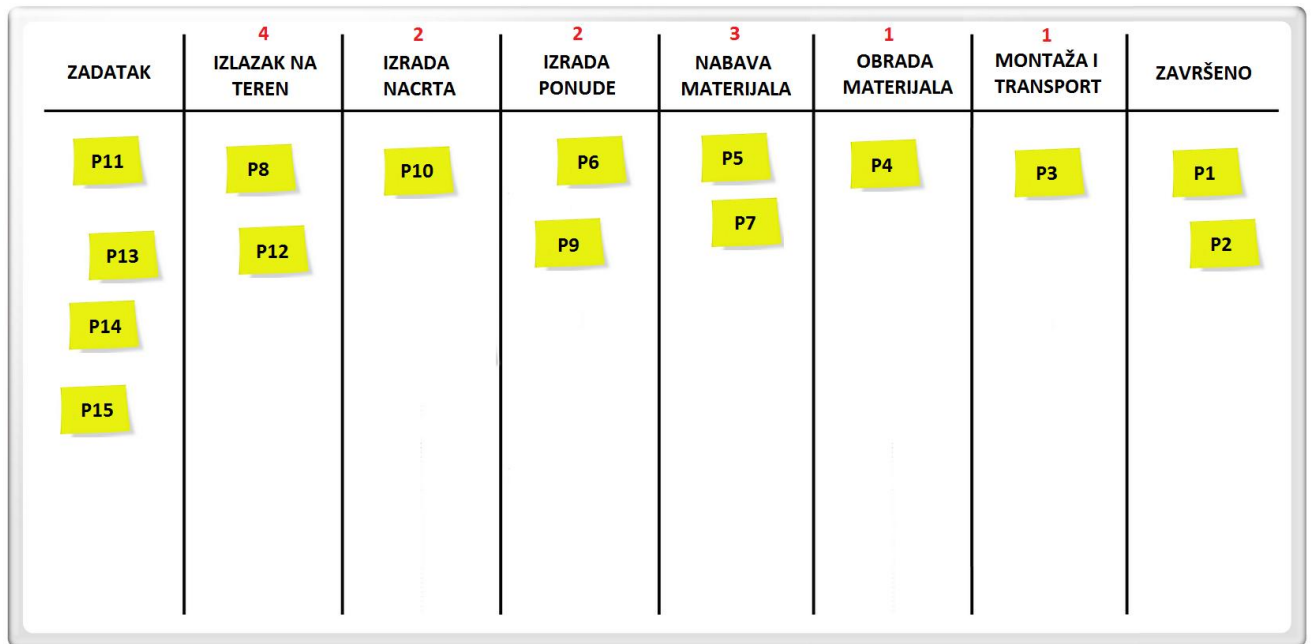 4
2
2
3
1
1
ZADATAK
IZLAZAK NA
TEREN
IZRADA
NACRTA
IZRADA
PONUDE
NABAVA
MATERIJALA
OBRADA
MATERIJALA
MONTAŽA I
TRANSPORT
ZAVRŠENO
P11
P13
P14
P15
P8
P12
P10
P6
P9
P5
P7
P4
P3
P1
P2